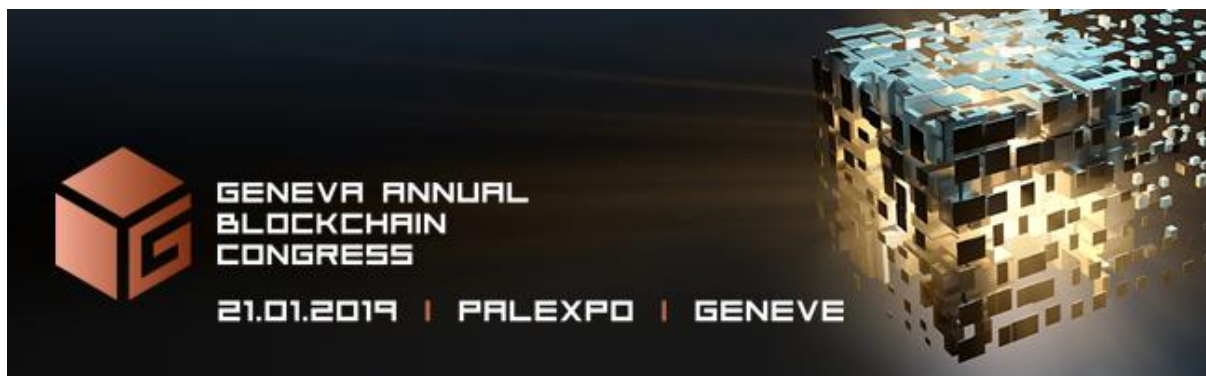 GENEVA ANNUAL
BLOCKCHAIN
CONGRESS
21.01.2019 | PALEXPO | GENEVE